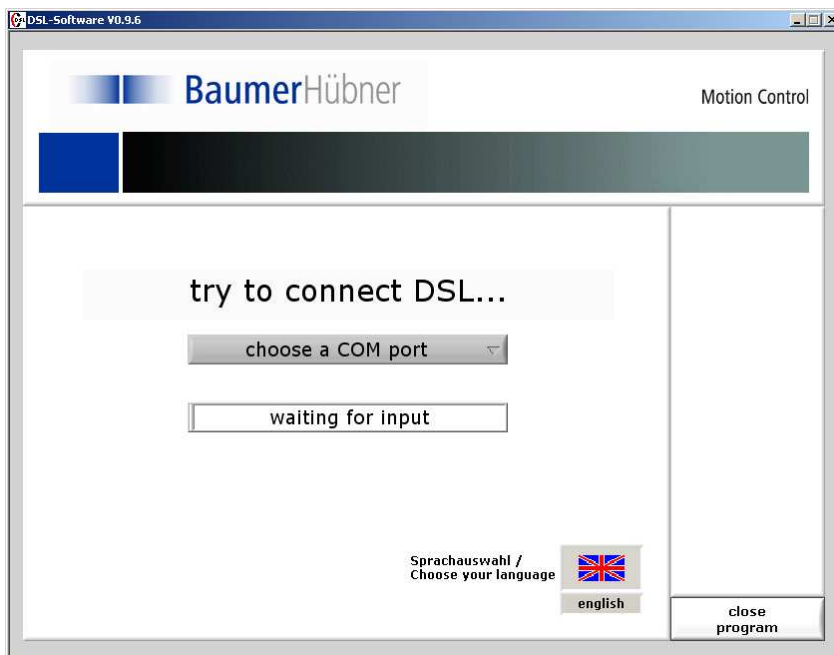 DSL-Software V0.9.6
BaumerHübner
Motion Control
try to connect DSL...
choose a COM port
waiting for input
Sprachauswahl /
Choose your language
english
close
program